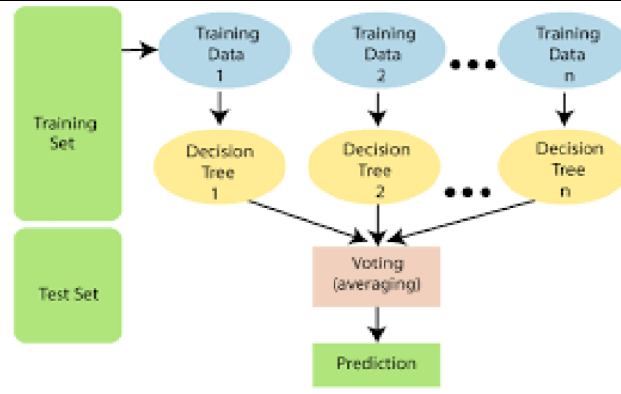 Training
Set
Test Set
Training
Data
1
Training
Data
2
Training
Data
n
Decision
Tree
1
Decision
Tree
2
Decision
Tree
n
Voting
(averaging)
Prediction